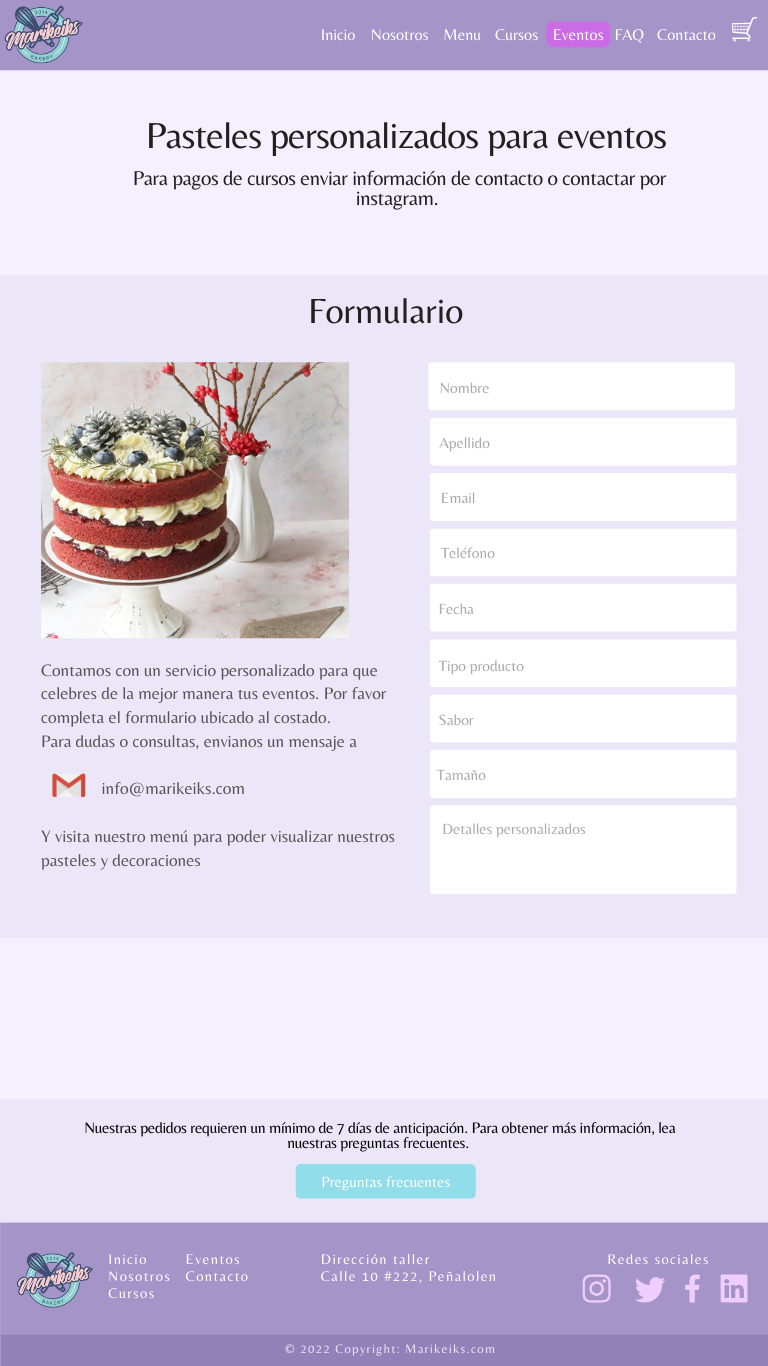 2014
Marikeiks
BAKERY
Inicio Nosotros Menu Cursos Eventos FAQ Contacto
Pasteles personalizados para eventos
Para pagos de cursos enviar información de contacto o contactar por
instagram.
Formulario
Nombre
Apellido
Email
Teléfono
Fecha
Tipo producto
Sabor
Tamaño
Detalles personalizados
Contamos con un servicio personalizado para que
celebres de la mejor manera tus eventos. Por favor
completa el formulario ubicado al costado.
Para dudas o consultas, envianos un mensaje a
info@marikeiks.com
Y visita nuestro menú para poder visualizar nuestros
pasteles y decoraciones
Nuestras pedidos requieren un mínimo de 7 días de anticipación. Para obtener más información, lea
nuestras preguntas frecuentes.
Preguntas frecuentes
2014
Marikeiks
BAKERY
Inicio Eventos
Nosotros Contacto
Cursos
Dirección taller
Calle 10 #222, Peñalolen
Redes sociales
© 2022 Copyright: Marikeiks.com